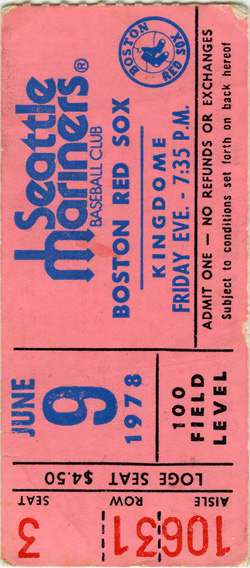 Seattle
Mariners®
BASEBALL CLUB
BOSTON RED SOX
BOSTON
RED SOX
KINGDOME
FRIDAY EVE. - 7:35 P.M.
ADMIT ONE — NO REFUNDS OR EXCHANGES
Subject to conditions set forth on back hereof
JUNE
9
1978
100
FIELD
LEVEL
LOGE SEAT $4.50
AISLE ROW SEAT
10631 3